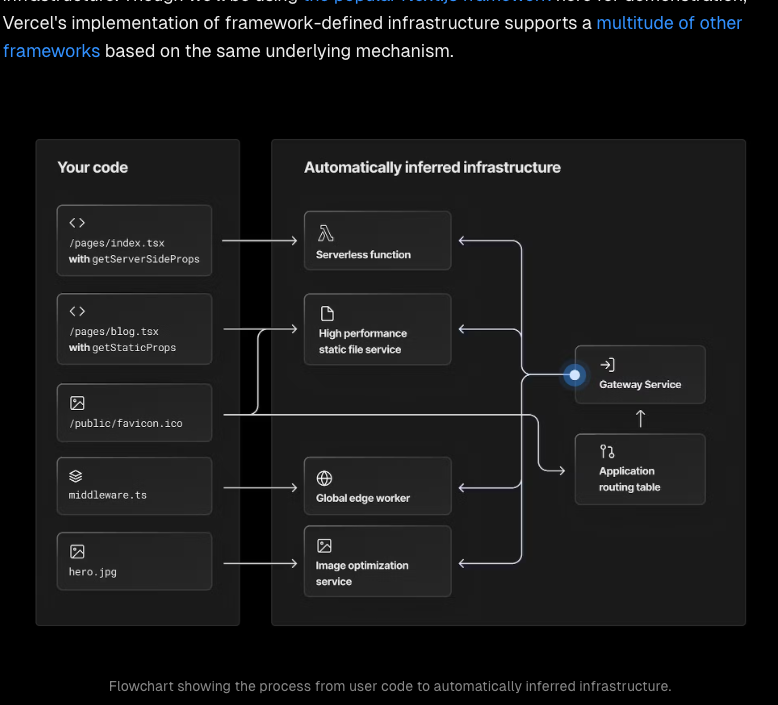 Vercel's implementation of framework-defined infrastructure supports a multitude of other
frameworks based on the same underlying mechanism.
Your code
/pages/index.tsx
with getServerSideProps
/pages/blog.tsx
with getStaticProps
/public/favicon.ico
middleware.ts
hero.jpg
Automatically inferred infrastructure
Serverless function
High performance
static file service
Global edge worker
Image optimization
service
Gateway Service
Application
routing table
Flowchart showing the process from user code to automatically inferred infrastructure.